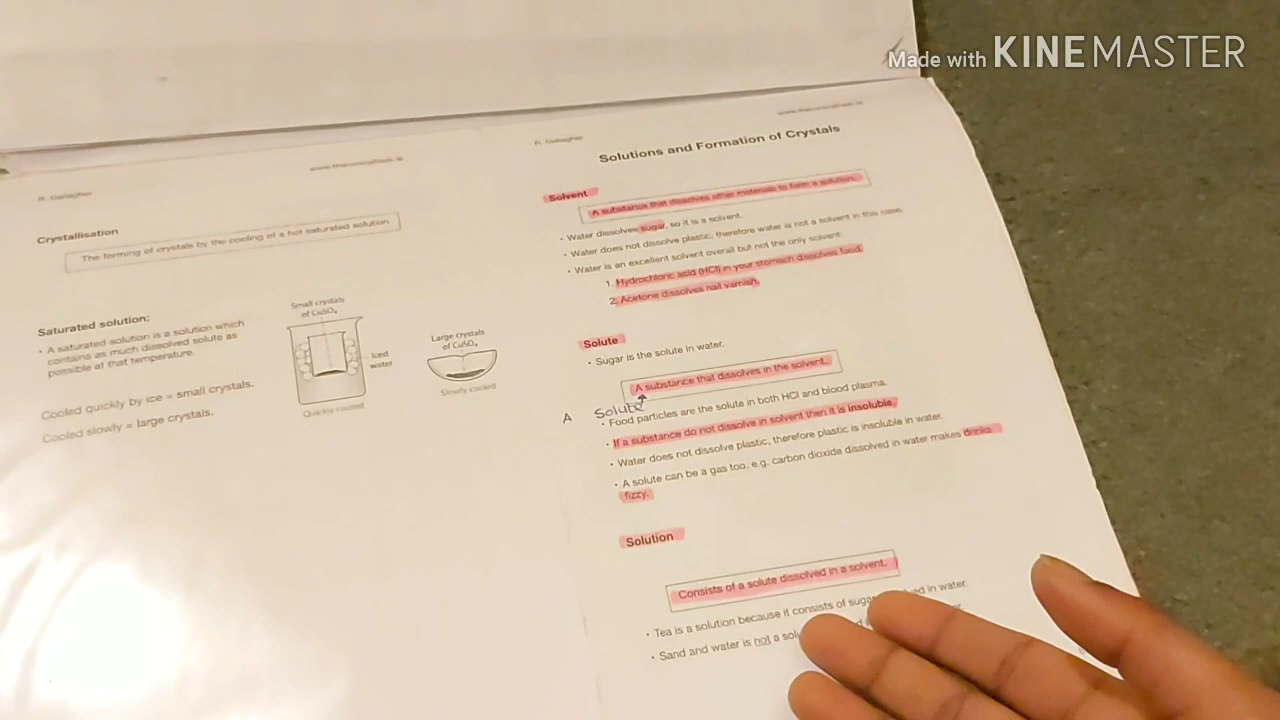 Made with KINEMASTER
R. Gallagher
Crystallisation
The forming of crystals by the cooling of a hot saturated solution.
Saturated solution:
• A saturated solution is a solution which
contains as much dissolved solute as
possible at that temperature.
Cooled quickly by ice = small crystals.
Cooled slowly = large crystals.
Small crystals
of CuSO₄
Iced
water
Quickly cooled
Large crystals
of CuSO₄
Slowly cooled
R. Gallagher
Solutions and Formation of Crystals
Solvent
A substance that dissolves other materials to form a solution.
• Water dissolves sugar, so it is a solvent.
• Water does not dissolve plastic, therefore water is not a solvent in this case.
• Water is an excellent solvent overall but not the only solvent:
1. Hydrochloric acid (HCl) in your stomach dissolves food.
2. Acetone dissolves nail varnish.
Solute
• Sugar is the solute in water.
A substance that dissolves in the solvent.
A Solute
• Food particles are the solute in both HCl and blood plasma.
• If a substance do not dissolve in solvent then it is insoluble.
• Water does not dissolve plastic, therefore plastic is insoluble in water.
• A solute can be a gas too. e.g. carbon dioxide dissolved in water makes drinks
fizzy.
Solution
Consists of a solute dissolved in a solvent.
• Tea is a solution because it consists of in water.
• Sand and water is not a